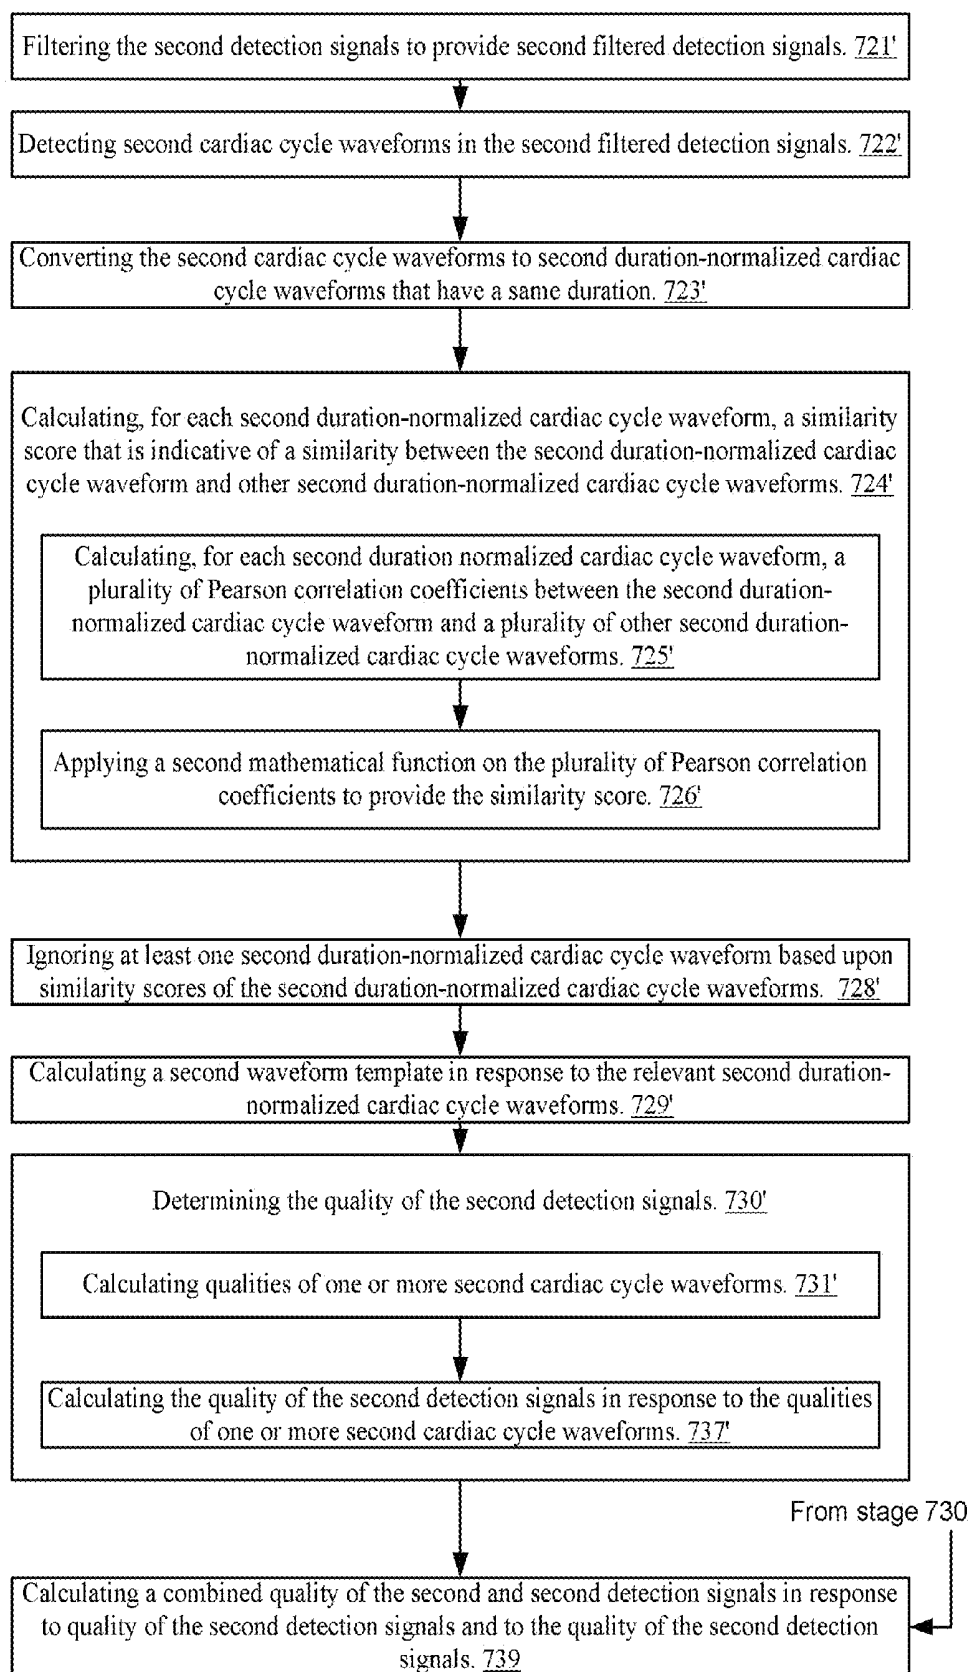 Filtering the second detection signals to provide second filtered detection signals. 721'
Detecting second cardiac cycle waveforms in the second filtered detection signals. 722'
Converting the second cardiac cycle waveforms to second duration-normalized cardiac
cycle waveforms that have a same duration. 723'
Calculating, for each second duration-normalized cardiac cycle waveform, a similarity
score that is indicative of a similarity between the second duration-normalized cardiac
cycle waveform and other second duration-normalized cardiac cycle waveforms. 724'
Calculating, for each second duration normalized cardiac cycle waveform, a
plurality of Pearson correlation coefficients between the second duration-
normalized cardiac cycle waveform and a plurality of other second duration-
normalized cardiac cycle waveforms. 725'
Applying a second mathematical function on the plurality of Pearson correlation
coefficients to provide the similarity score. 726'
Ignoring at least one second duration-normalized cardiac cycle waveform based upon
similarity scores of the second duration-normalized cardiac cycle waveforms. 728'
Calculating a second waveform template in response to the relevant second duration-
normalized cardiac cycle waveforms. 729'
Determining the quality of the second detection signals. 730'
Calculating qualities of one or more second cardiac cycle waveforms. 731'
Calculating the quality of the second detection signals in response to the qualities
of one or more second cardiac cycle waveforms. 737'
From stage 730
Calculating a combined quality of the second and second detection signals in response
to quality of the second detection signals and to the quality of the second detection
signals. 739